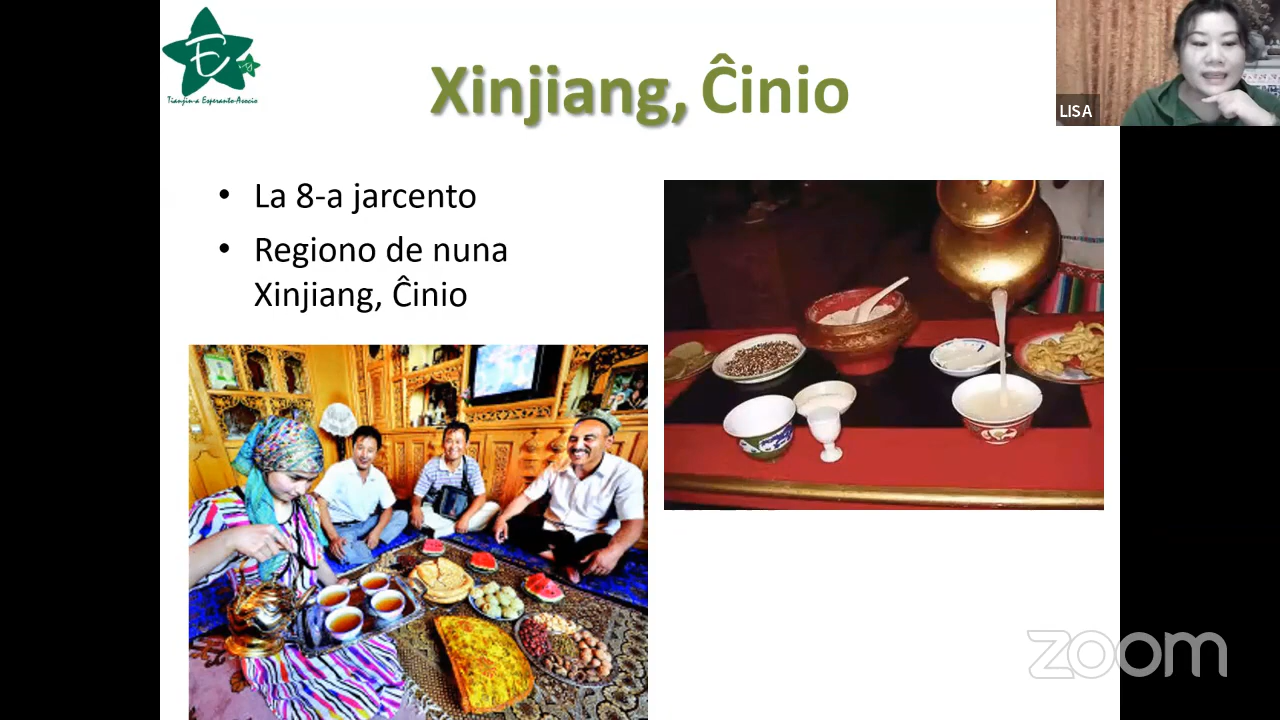 Tianjin-a Esperanto-Asocio
Xinjiang, Ĉinio
LISA
• La 8-a jarcento
• Regiono de nuna
Xinjiang, Ĉinio
zoom